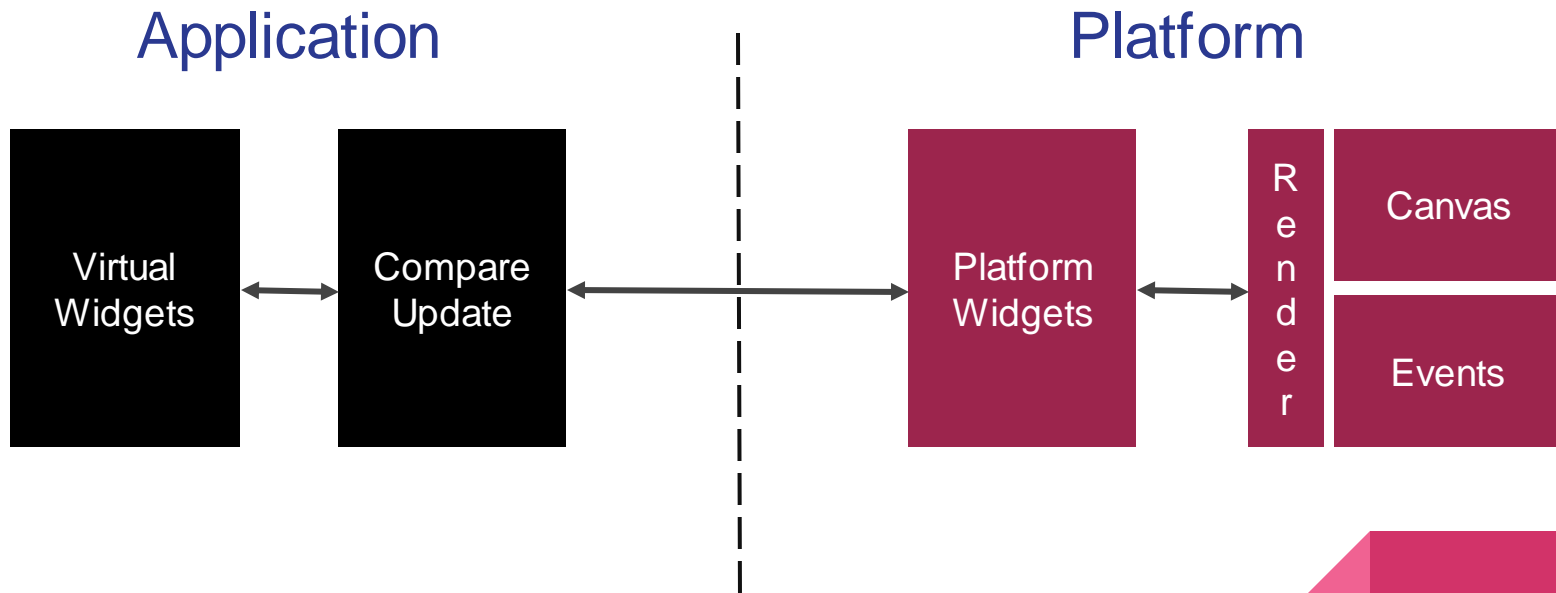 Application
Platform
Virtual
Widgets
Compare
Update
Platform
Widgets
R
e
n
d
e
r
Canvas
Events